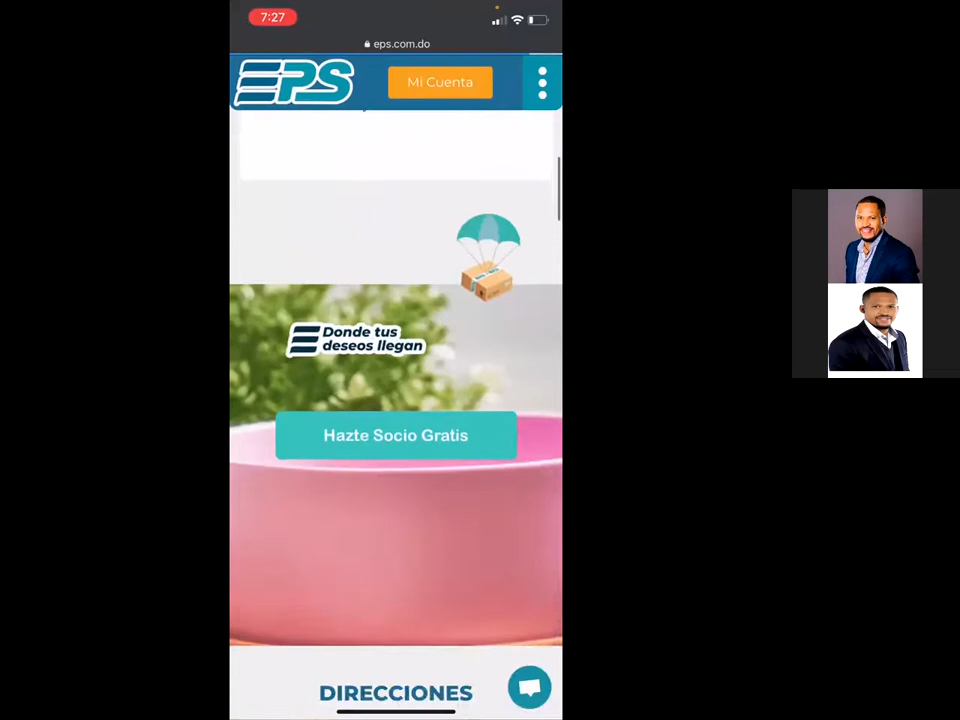 7:27
eps.com.do
EPS
Mi Cuenta
Donde tus
deseos llegan
Hazte Socio Gratis
DIRECCIONES